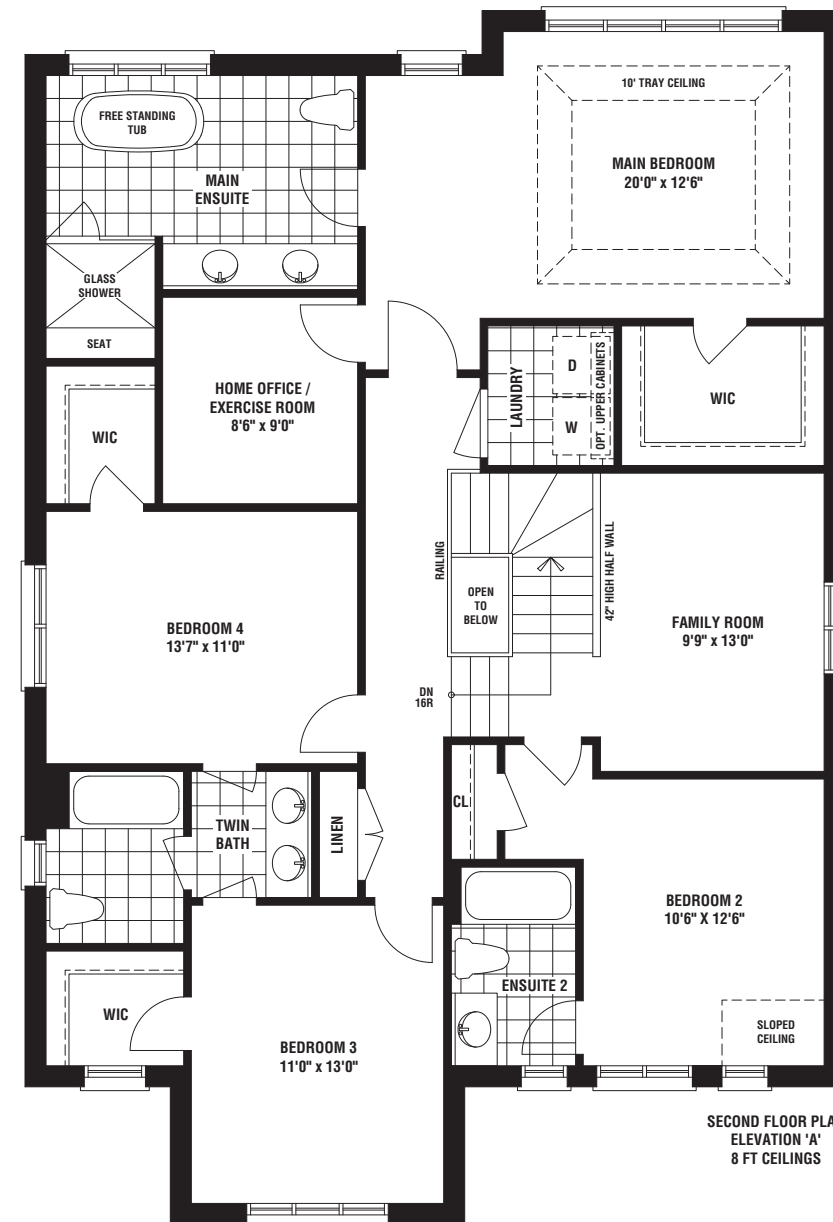 10' TRAY CEILING
FREE STANDING
TUB
MAIN BEDROOM
20'0" x 12'6"
MAIN
ENSUITE
GLASS
SHOWER
SEAT
HOME OFFICE /
EXERCISE ROOM
8'6" x 9'0"
WIC
LAUNDRY
D
W
OPT. UPPER CABINETS
WIC
RAILING
OPEN
TO
BELOW
42" HIGH HALF WALL
FAMILY ROOM
9'9" x 13'0"
BEDROOM 4
13'7" x 11'0"
DN
16R
CL
TWIN
BATH
LINEN
BEDROOM 2
10'6" X 12'6"
ENSUITE 2
WIC
SLOPED
CEILING
BEDROOM 3
11'0" x 13'0"
SECOND FLOOR PLA
ELEVATION 'A'
8 FT CEILINGS